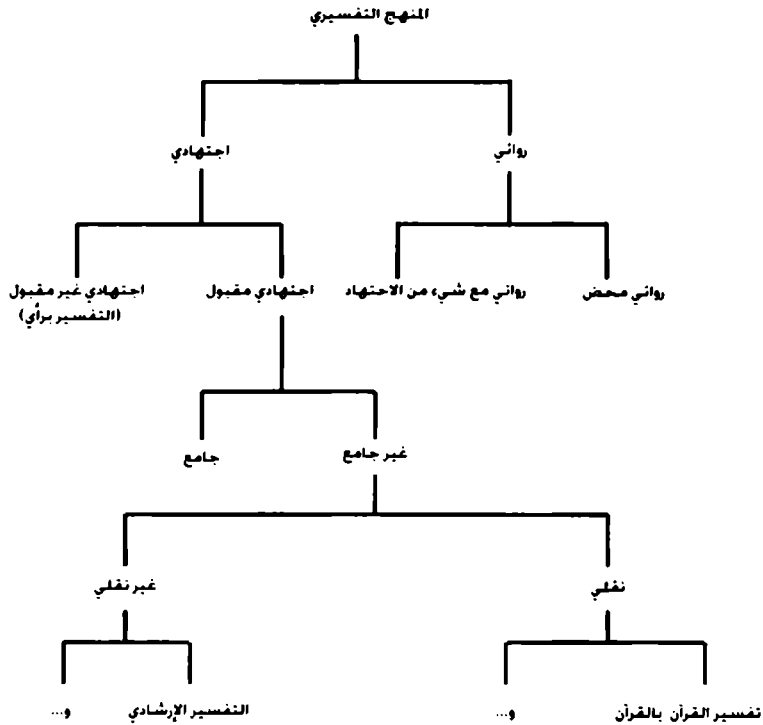 المنهج التفسيري
روائي
اجتهادي
روائي محض
روائي مع شيء من الاجتهاد
اجتهادي مقبول
اجتهادي غير مقبول
(التفسير برأي)
غير جامع
جامع
نقلي
غير نقلي
تفسير القرآن بالقرآن
و...
التفسير الإرشادي
و...